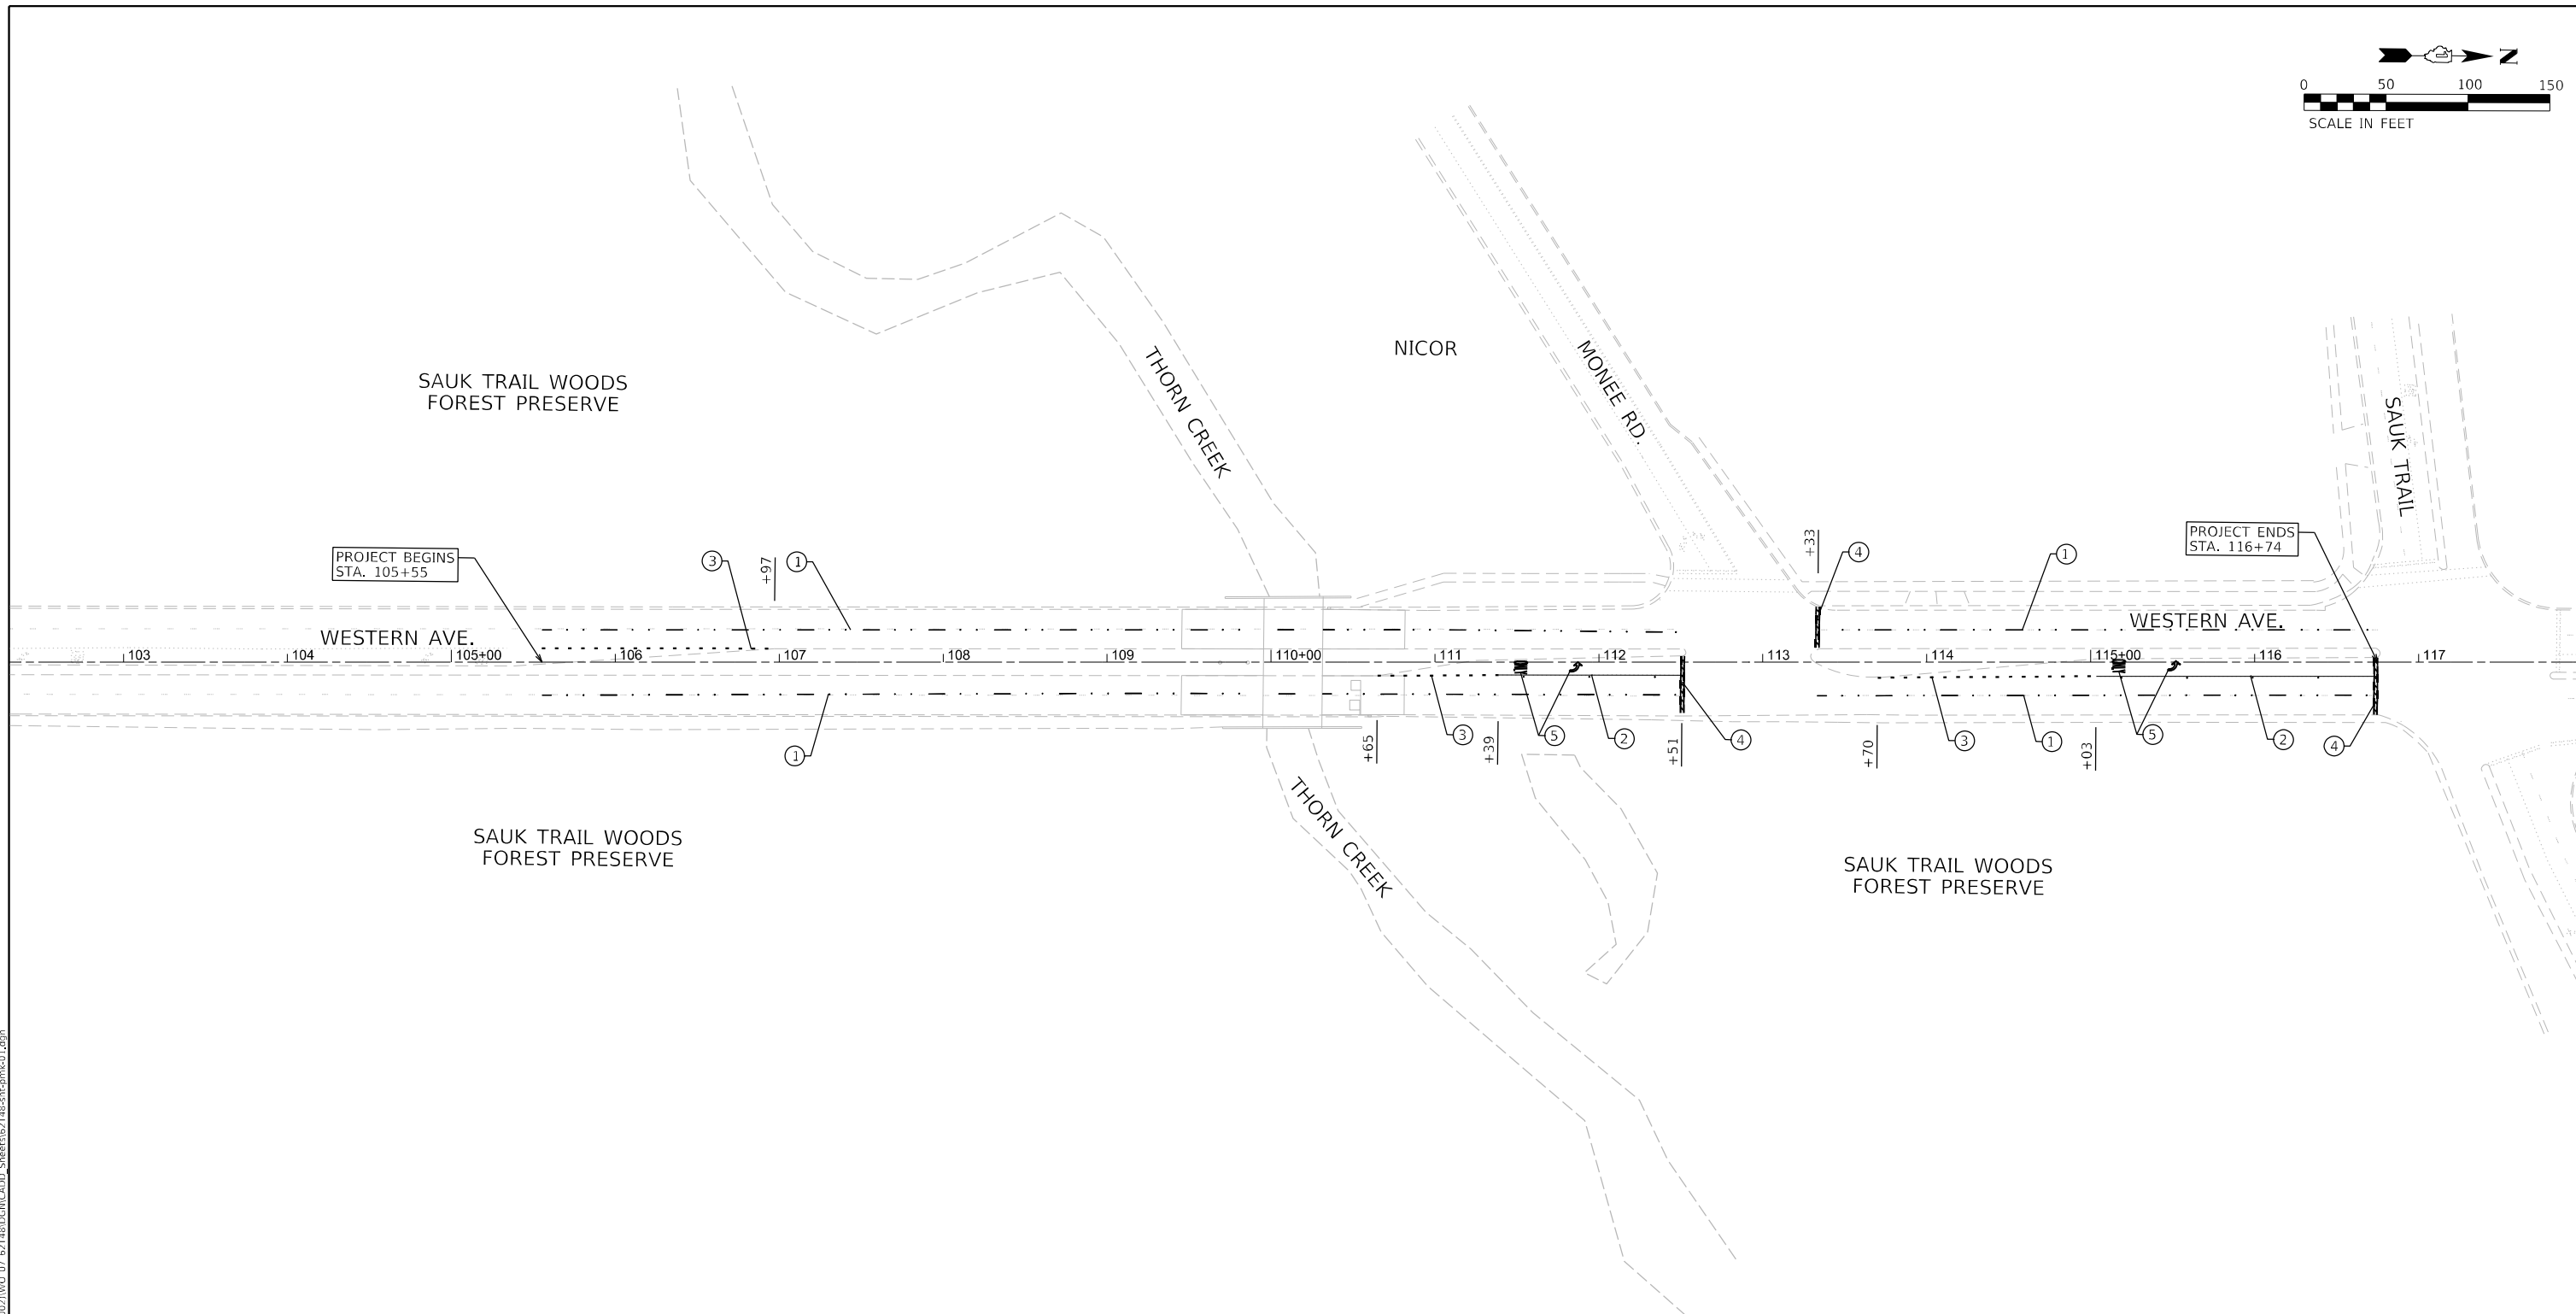 N
0 50 100 150
SCALE IN FEET
NICOR
MONEE RD.
THORN CREEK
SAUK TRAIL WOODS
FOREST PRESERVE
SAUK TRAIL
PROJECT BEGINS
STA. 105+55
3
+97
1
+33
4
1
PROJECT ENDS
STA. 116+74
WESTERN AVE.
WESTERN AVE.
103 104 105+00 106 107 108 109 110+00 111 112 113 114 115+00 116 117
1
+65
3
+39
5
2
+51
4
+70
3
1
+03
5
2
4
THORN CREEK
SAUK TRAIL WOODS
FOREST PRESERVE
SAUK TRAIL WOODS
FOREST PRESERVE